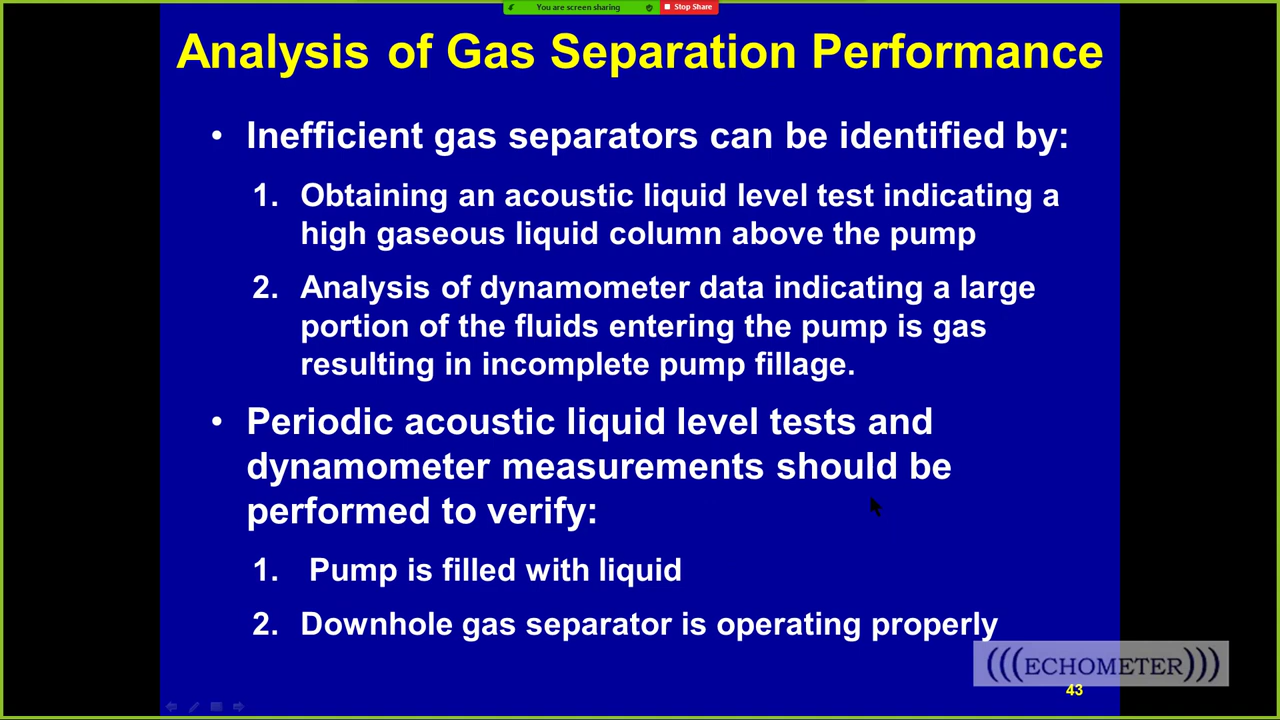 You are screen sharing
Stop Share
Analysis of Gas Separation Performance
• Inefficient gas separators can be identified by:
1. Obtaining an acoustic liquid level test indicating a
high gaseous liquid column above the pump
2. Analysis of dynamometer data indicating a large
portion of the fluids entering the pump is gas
resulting in incomplete pump fillage.
• Periodic acoustic liquid level tests and
dynamometer measurements should be
performed to verify:
1. Pump is filled with liquid
2. Downhole gas separator is operating properly
(((ECHOMETER)))
43